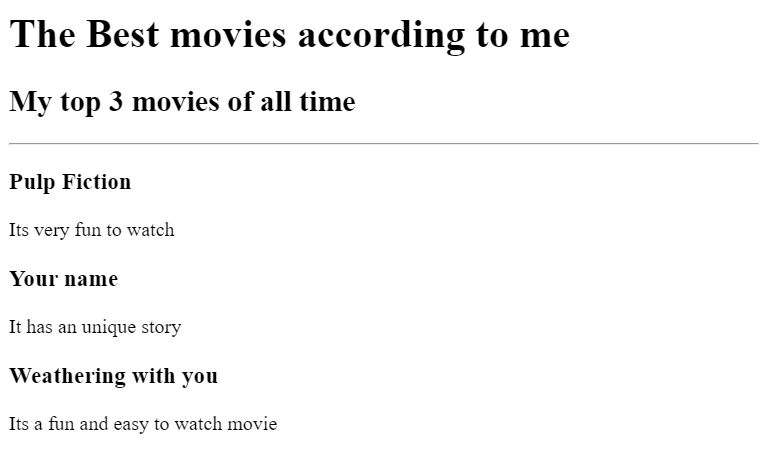 The Best movies according to me
My top 3 movies of all time
Pulp Fiction
Its very fun to watch
Your name
It has an unique story
Weathering with you
Its a fun and easy to watch movie